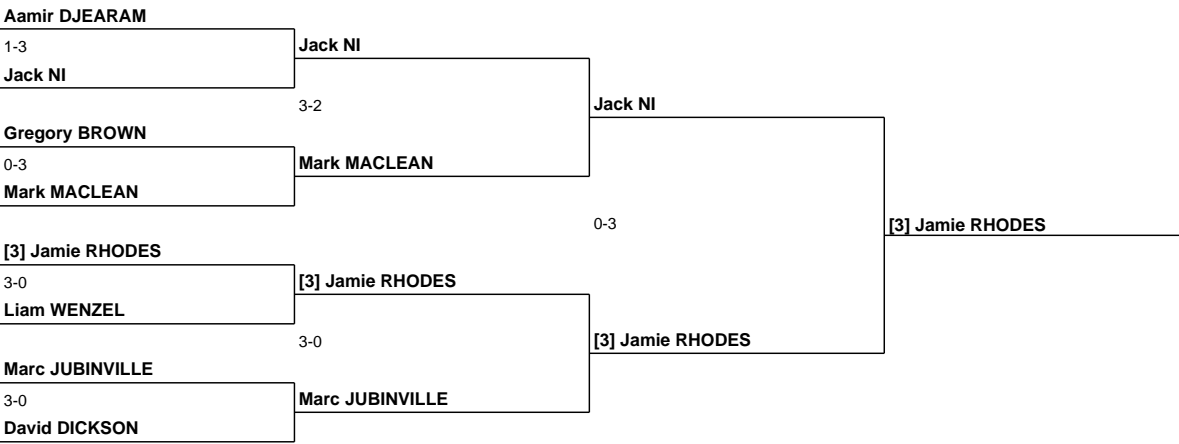 Aamir DJEARAM
1-3
Jack NI
Jack NI
3-2
Jack NI
Gregory BROWN
0-3
Mark MACLEAN
Mark MACLEAN
0-3
[3] Jamie RHODES
[3] Jamie RHODES
3-0
Liam WENZEL
[3] Jamie RHODES
3-0
[3] Jamie RHODES
Marc JUBINVILLE
3-0
David DICKSON
Marc JUBINVILLE